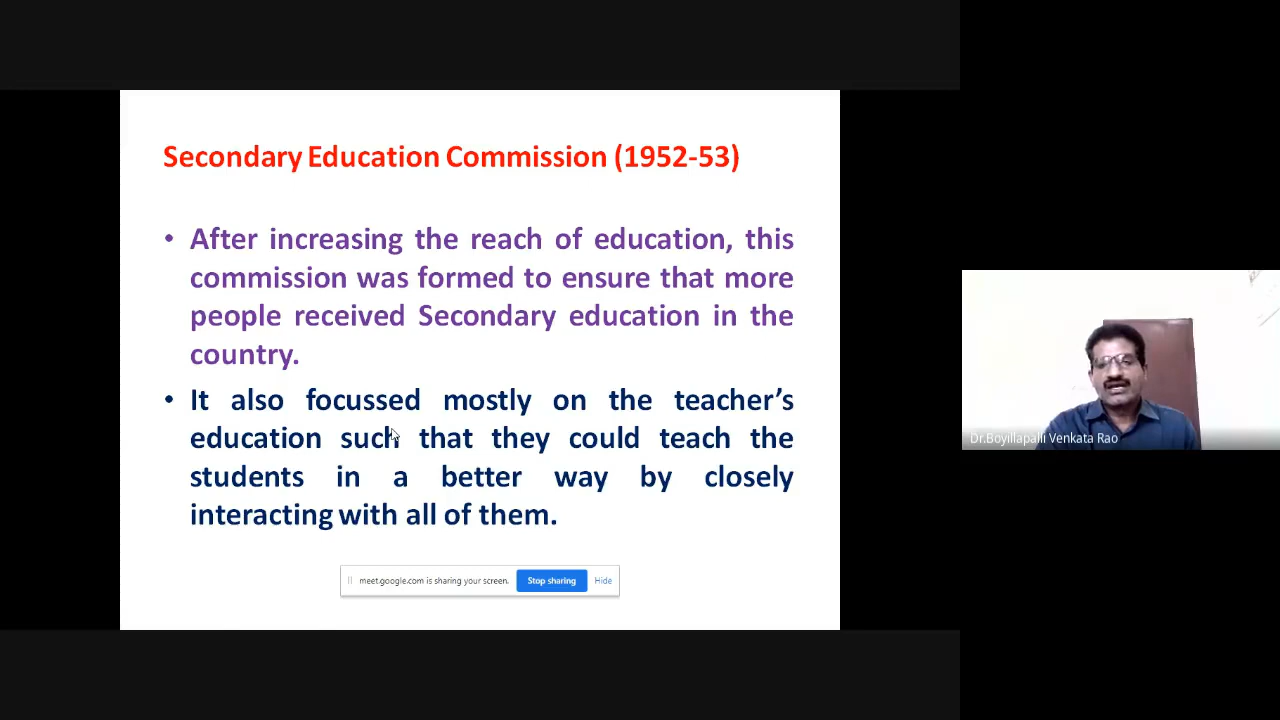 Secondary Education Commission (1952-53)
• After increasing the reach of education, this
commission was formed to ensure that more
people received Secondary education in the
country.
• It also focussed mostly on the teacher's
education such that they could teach the
students in a better way by closely
interacting with all of them.
meet.google.com is sharing your screen. Stop sharing Hide
Dr.Boyillapalli Venkata Rao